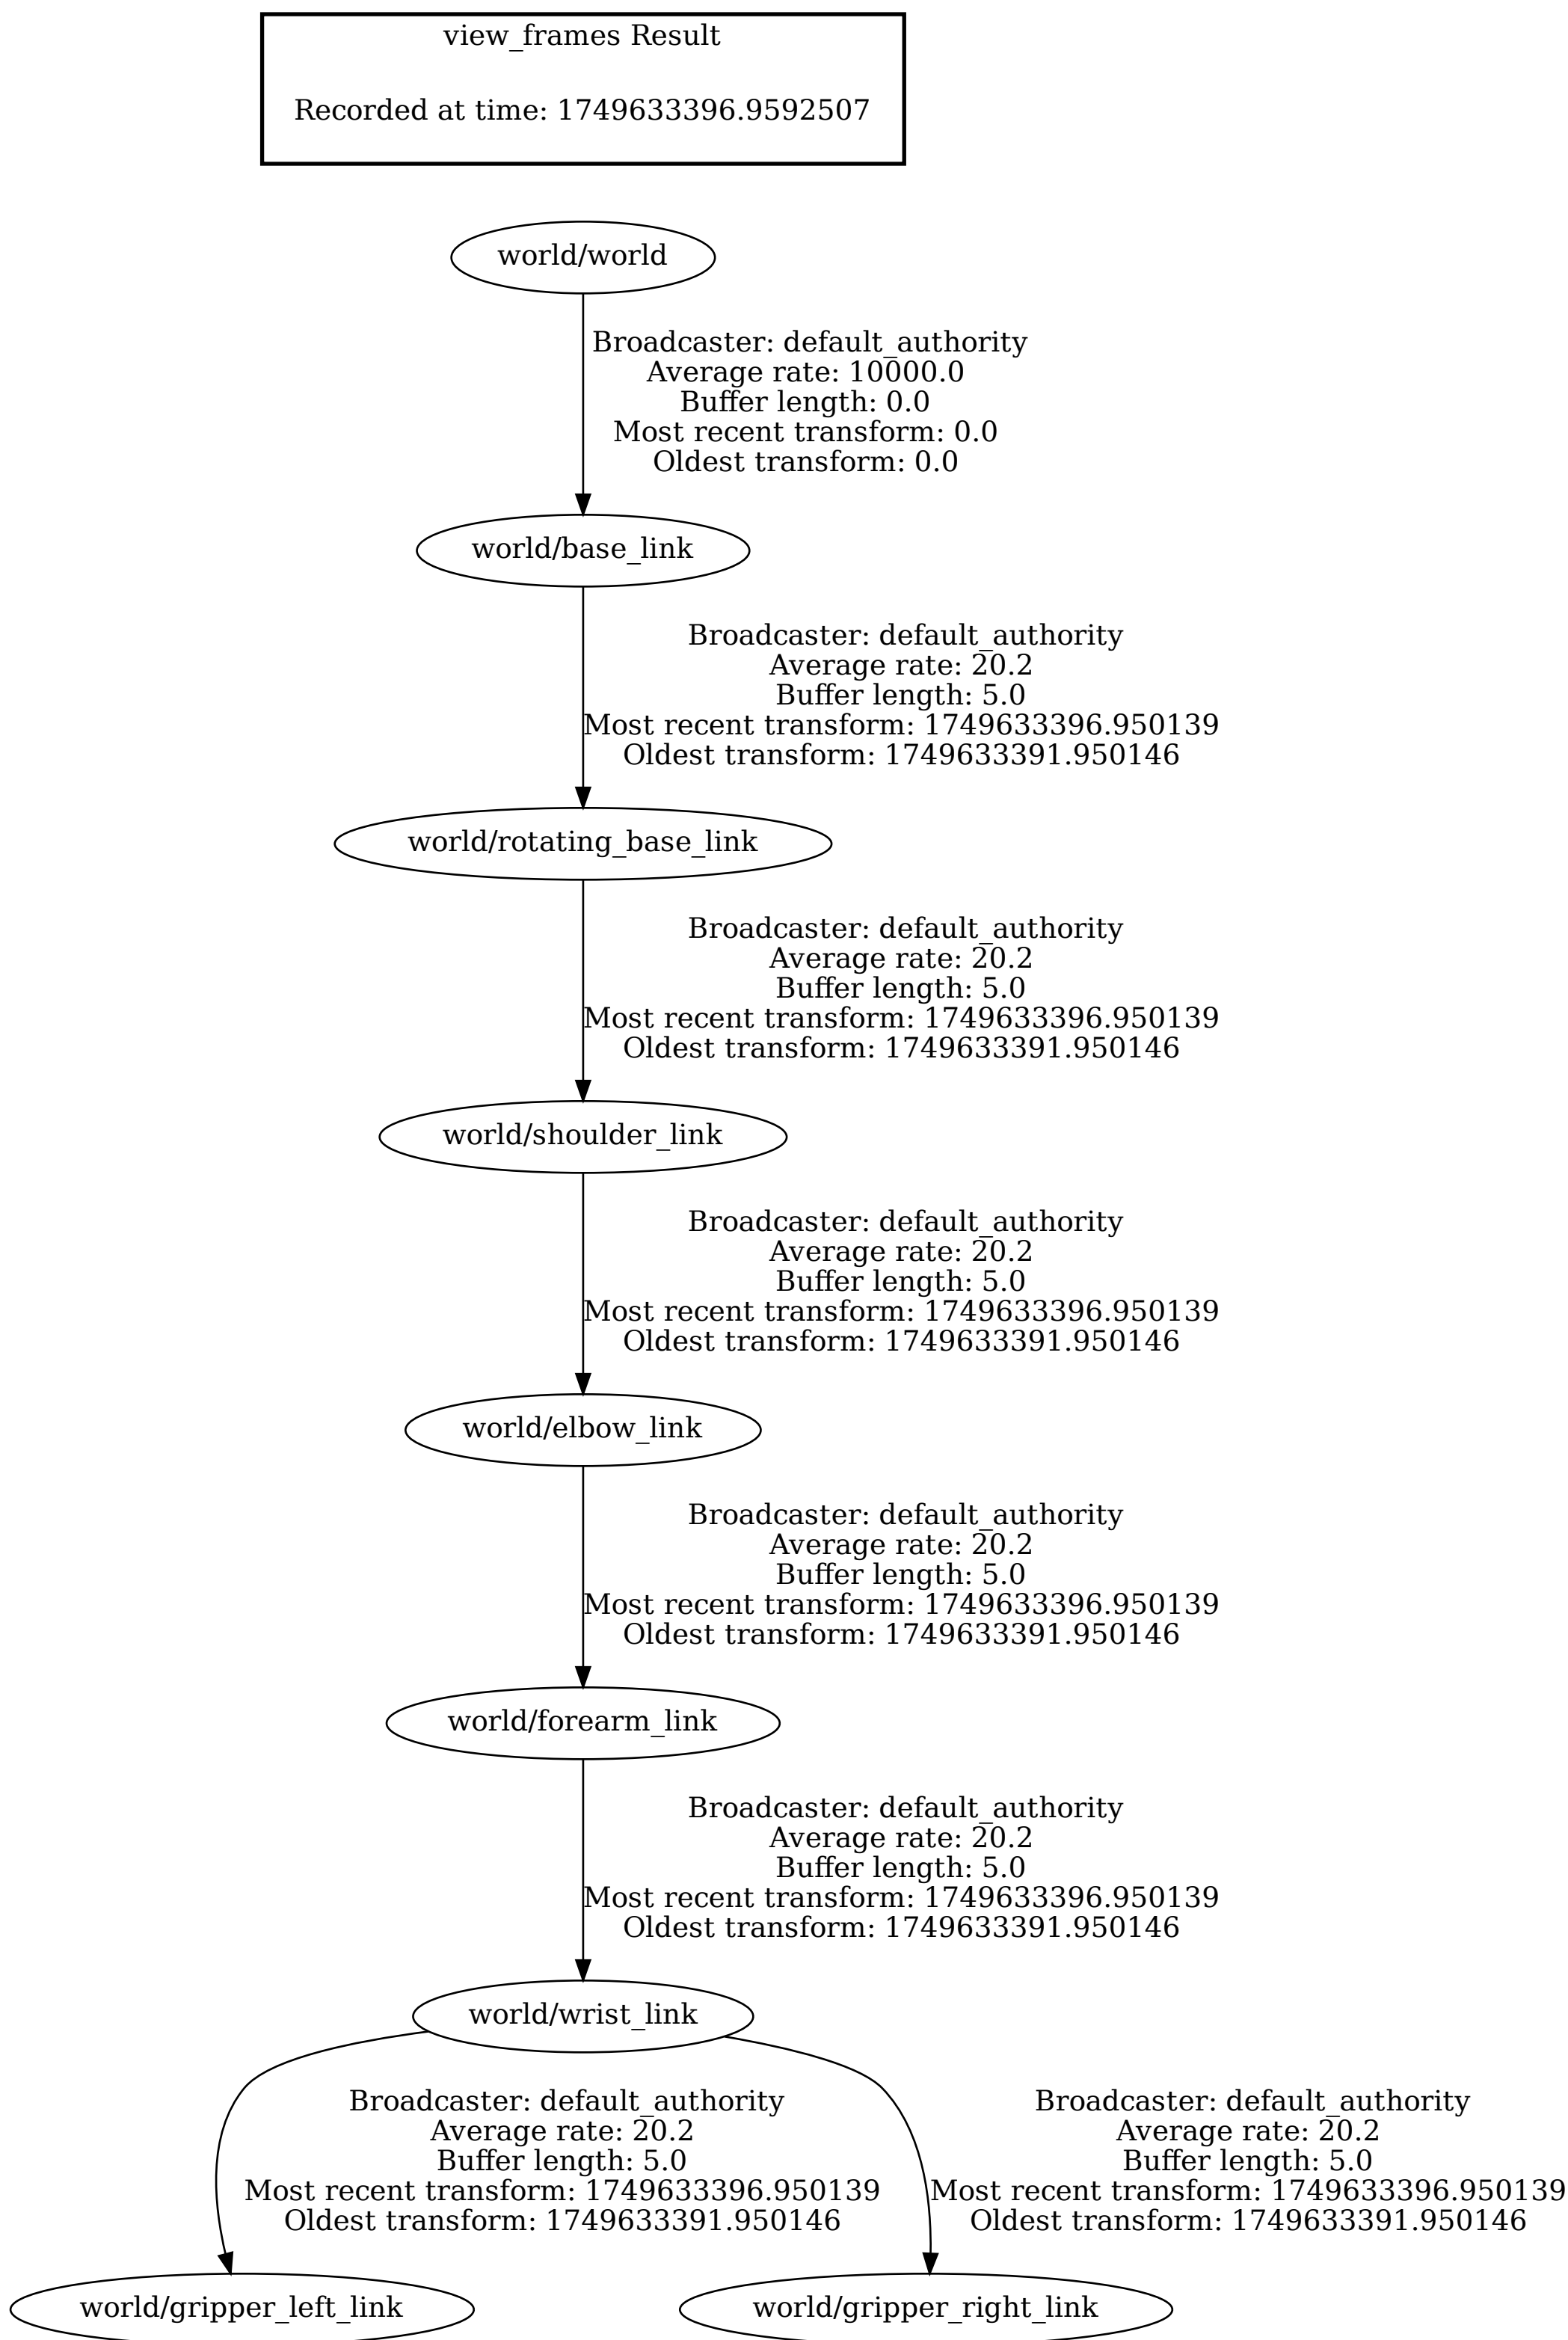 view_frames Result
Recorded at time: 1749633396.9592507
world/world
Broadcaster: default_authority
Average rate: 10000.0
Buffer length: 0.0
Most recent transform: 0.0
Oldest transform: 0.0
world/base_link
Broadcaster: default_authority
Average rate: 20.2
Buffer length: 5.0
Most recent transform: 1749633396.950139
Oldest transform: 1749633391.950146
world/rotating_base_link
Broadcaster: default_authority
Average rate: 20.2
Buffer length: 5.0
Most recent transform: 1749633396.950139
Oldest transform: 1749633391.950146
world/shoulder_link
Broadcaster: default_authority
Average rate: 20.2
Buffer length: 5.0
Most recent transform: 1749633396.950139
Oldest transform: 1749633391.950146
world/elbow_link
Broadcaster: default_authority
Average rate: 20.2
Buffer length: 5.0
Most recent transform: 1749633396.950139
Oldest transform: 1749633391.950146
world/forearm_link
Broadcaster: default_authority
Average rate: 20.2
Buffer length: 5.0
Most recent transform: 1749633396.950139
Oldest transform: 1749633391.950146
world/wrist_link
Broadcaster: default_authority
Average rate: 20.2
Buffer length: 5.0
Most recent transform: 1749633396.950139
Oldest transform: 1749633391.950146
Broadcaster: default_authority
Average rate: 20.2
Buffer length: 5.0
Most recent transform: 1749633396.950139
Oldest transform: 1749633391.950146
world/gripper_left_link
world/gripper_right_link